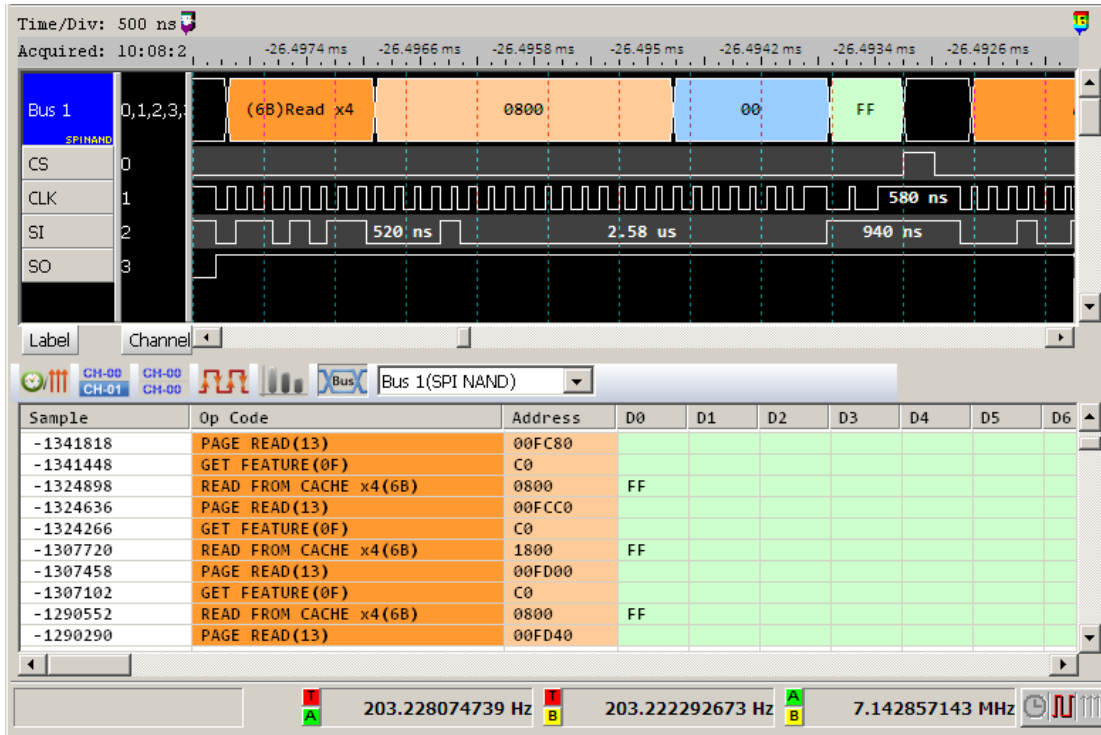 Time/Div: 500 ns
Acquired: 10:08:2 -26.4974 ms -26.4966 ms -26.4958 ms -26.495 ms -26.4942 ms -26.4934 ms -26.4926 ms
Bus 1 0,1,2,3, (6B)Read x4 0800 00 FF
SPINAND
CS 0
CLK 1 580 ns
SI 2 520 ns 2.58 us 940 ns
SO 3
Label Channel
CH-00 CH-00 Bus Bus 1(SPI NAND)
CH-01 CH-00
Sample Op Code Address D0 D1 D2 D3 D4 D5 D6
-1341818 PAGE READ(13) 00FC80
-1341448 GET FEATURE(0F) C0
-1324898 READ FROM CACHE x4(6B) 0800 FF
-1324636 PAGE READ(13) 00FCC0
-1324266 GET FEATURE(0F) C0
-1307720 READ FROM CACHE x4(6B) 1800 FF
-1307458 PAGE READ(13) 00FD00
-1307102 GET FEATURE(0F) C0
-1290552 READ FROM CACHE x4(6B) 0800 FF
-1290290 PAGE READ(13) 00FD40
T A 203.228074739 Hz T B 203.222292673 Hz A B 7.142857143 MHz